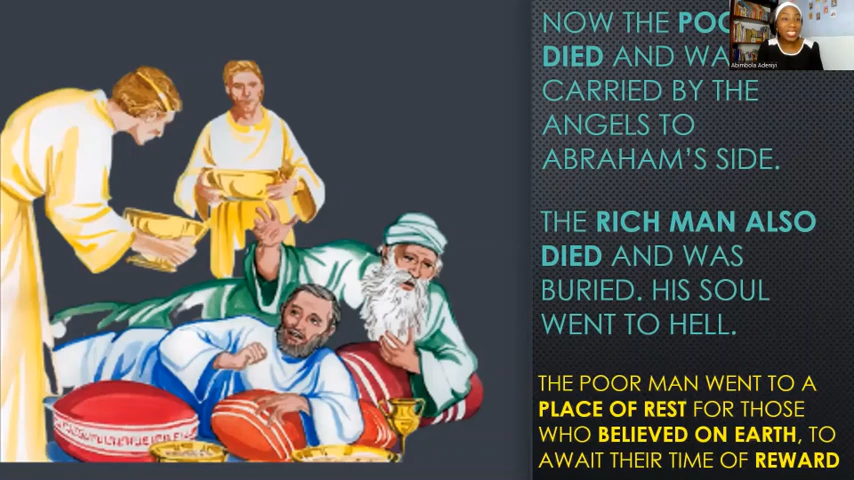 NOW THE
DIED AND
CARRIED BY THE
ANGELS TO
ABRAHAM'S SIDE.
THE RICH MAN ALSO
DIED AND WAS
BURIED. HIS SOUL
WENT TO HELL.
THE POOR MAN WENT TO A
PLACE OF REST FOR THOSE
WHO BELIEVED ON EARTH, TO
AWAIT THEIR TIME OF REWARD